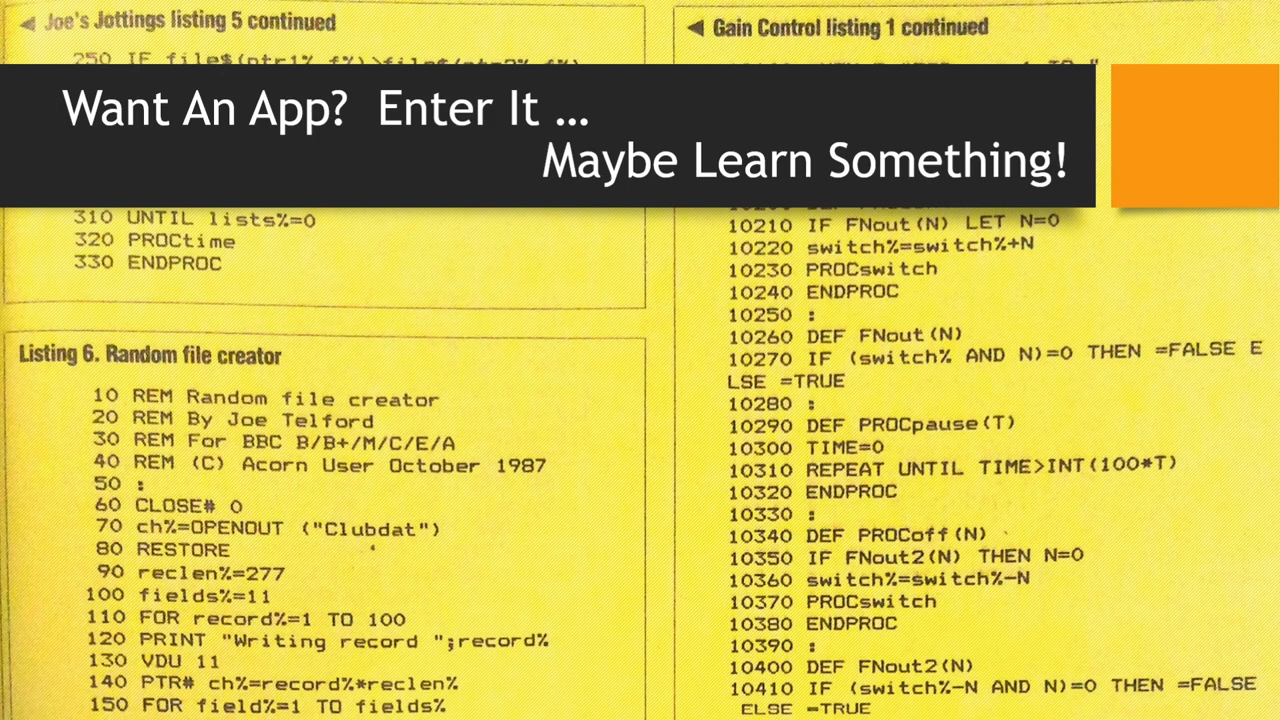 Want An App?  Enter It …
Maybe Learn Something!
◄ Joe's Jottings listing 5 continued
250 IF file$(ptr1%,f%)>file$(ptr2%,f%)
310 UNTIL lists%=0
320 PROCtime
330 ENDPROC
Listing 6. Random file creator
10 REM Random file creator
20 REM By Joe Telford
30 REM For BBC B/B+/M/C/E/A
40 REM (C) Acorn User October 1987
50 :
60 CLOSE# 0
70 ch%=OPENOUT ("Clubdat")
80 RESTORE
90 reclen%=277
100 fields%=11
110 FOR record%=1 TO 100
120 PRINT "Writing record ";record%
130 VDU 11
140 PTR# ch%=record%*reclen%
150 FOR field%=1 TO fields%
◄ Gain Control listing 1 continued
10210 IF FNout(N) LET N=0
10220 switch%=switch%+N
10230 PROCswitch
10240 ENDPROC
10250 :
10260 DEF FNout(N)
10270 IF (switch% AND N)=0 THEN =FALSE E
LSE =TRUE
10280 :
10290 DEF PROCpause(T)
10300 TIME=0
10310 REPEAT UNTIL TIME>INT(100*T)
10320 ENDPROC
10330 :
10340 DEF PROCoff(N)
10350 IF FNout2(N) THEN N=0
10360 switch%=switch%-N
10370 PROCswitch
10380 ENDPROC
10390 :
10400 DEF FNout2(N)
10410 IF (switch%-N AND N)=0 THEN =FALSE
ELSE =TRUE